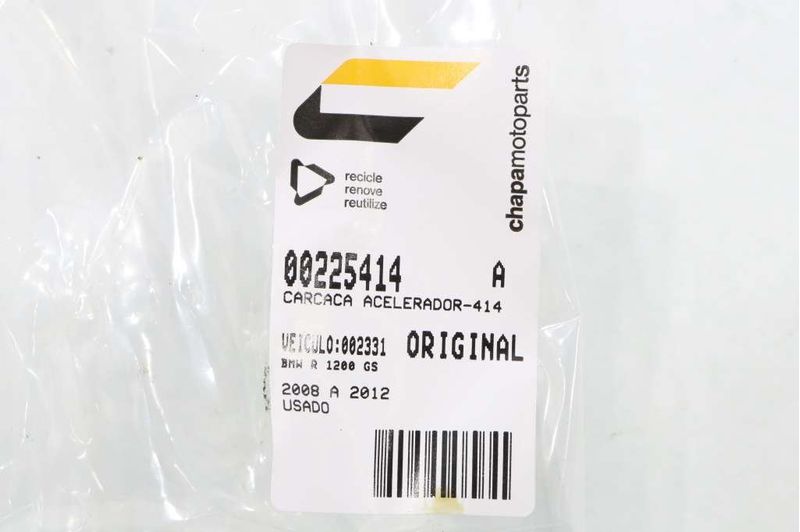 chapamotoparts
recicle
renove
reutilize
00225414 A
CARCACA ACELERADOR-414
VEICULO:002331 ORIGINAL
BMW R 1200 GS
2008 A 2012
USADO